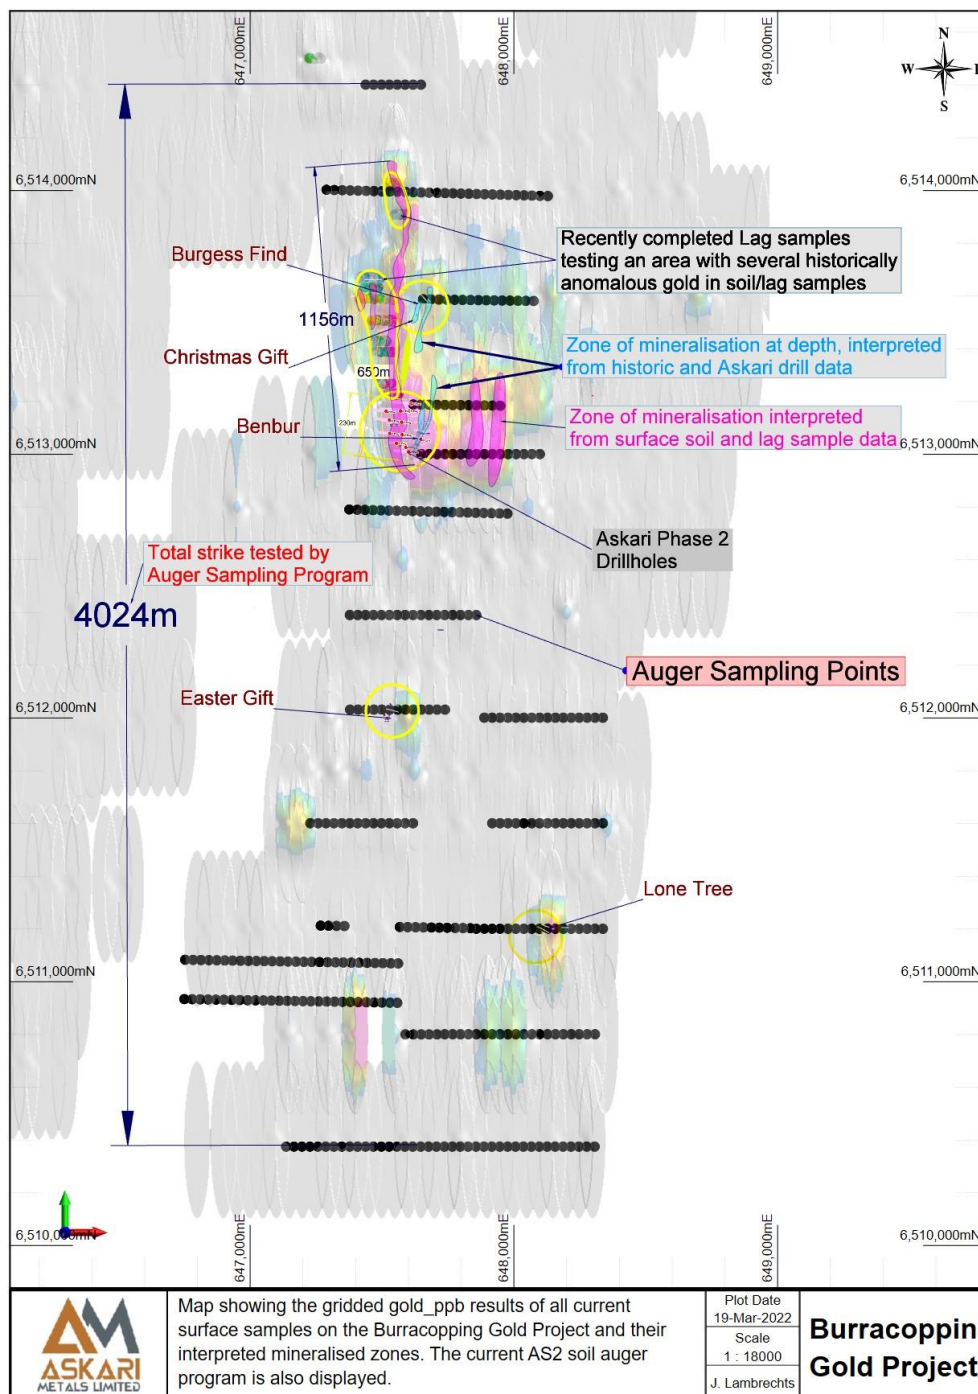 647,000mE
648,000mE
649,000mE
N
W
S
6,514,000mN
6,514,000mN
Burgess Find
Recently completed Lag samples
testing an area with several historically
anomalous gold in soil/lag samples
1156m
Christmas Gift
650m
Zone of mineralisation at depth, interpreted
from historic and Askari drill data
Benbur
230m
Zone of mineralisation interpreted
from surface soil and lag sample data
6,513,000mN
6,513,000mN
Askari Phase 2
Drillholes
Total strike tested by
Auger Sampling Program
4024m
Auger Sampling Points
Easter Gift
6,512,000mN
6,512,000mN
Lone Tree
6,511,000mN
6,511,000mN
6,510,000mN
6,510,000mN
647,000mE
648,000mE
649,000mE
AM
ASKARI
METALS LIMITED
Map showing the gridded gold_ppb results of all current
surface samples on the Burracopping Gold Project and their
interpreted mineralised zones. The current AS2 soil auger
program is also displayed.
Plot Date
19-Mar-2022
Scale
1 : 18000
J. Lambrechts
Burracoppin
Gold Project